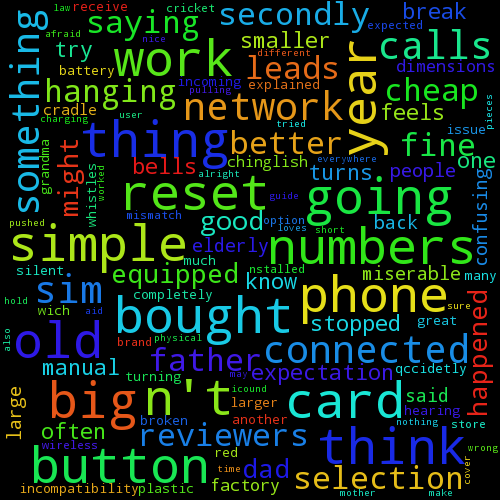 law receive cricket
saying secondly break
afraid nice different expected
try work smaller calls
something battery leads year dimensions
hanging incoming explained
cradle network pulling cheap
grandma might tried feels fine pieces
thing better user issue
charging bells chinglish one
whistles worked everywhere turns people
pushed alright reset guide going confusing
mismatch option back
silent simple good loves short numbers
much elderly know miserable many
hold wich equipped
sim completely phone sure
nstalled stopped great
also old aid bought connected happened
brand physical
manual father may expectation qccidetly
turning icound said
large big n't larger card hearing
often broken another nothing store
wireless button reviewers think wrong
red dad
time selection cover
incompatibility plastic factory mother make